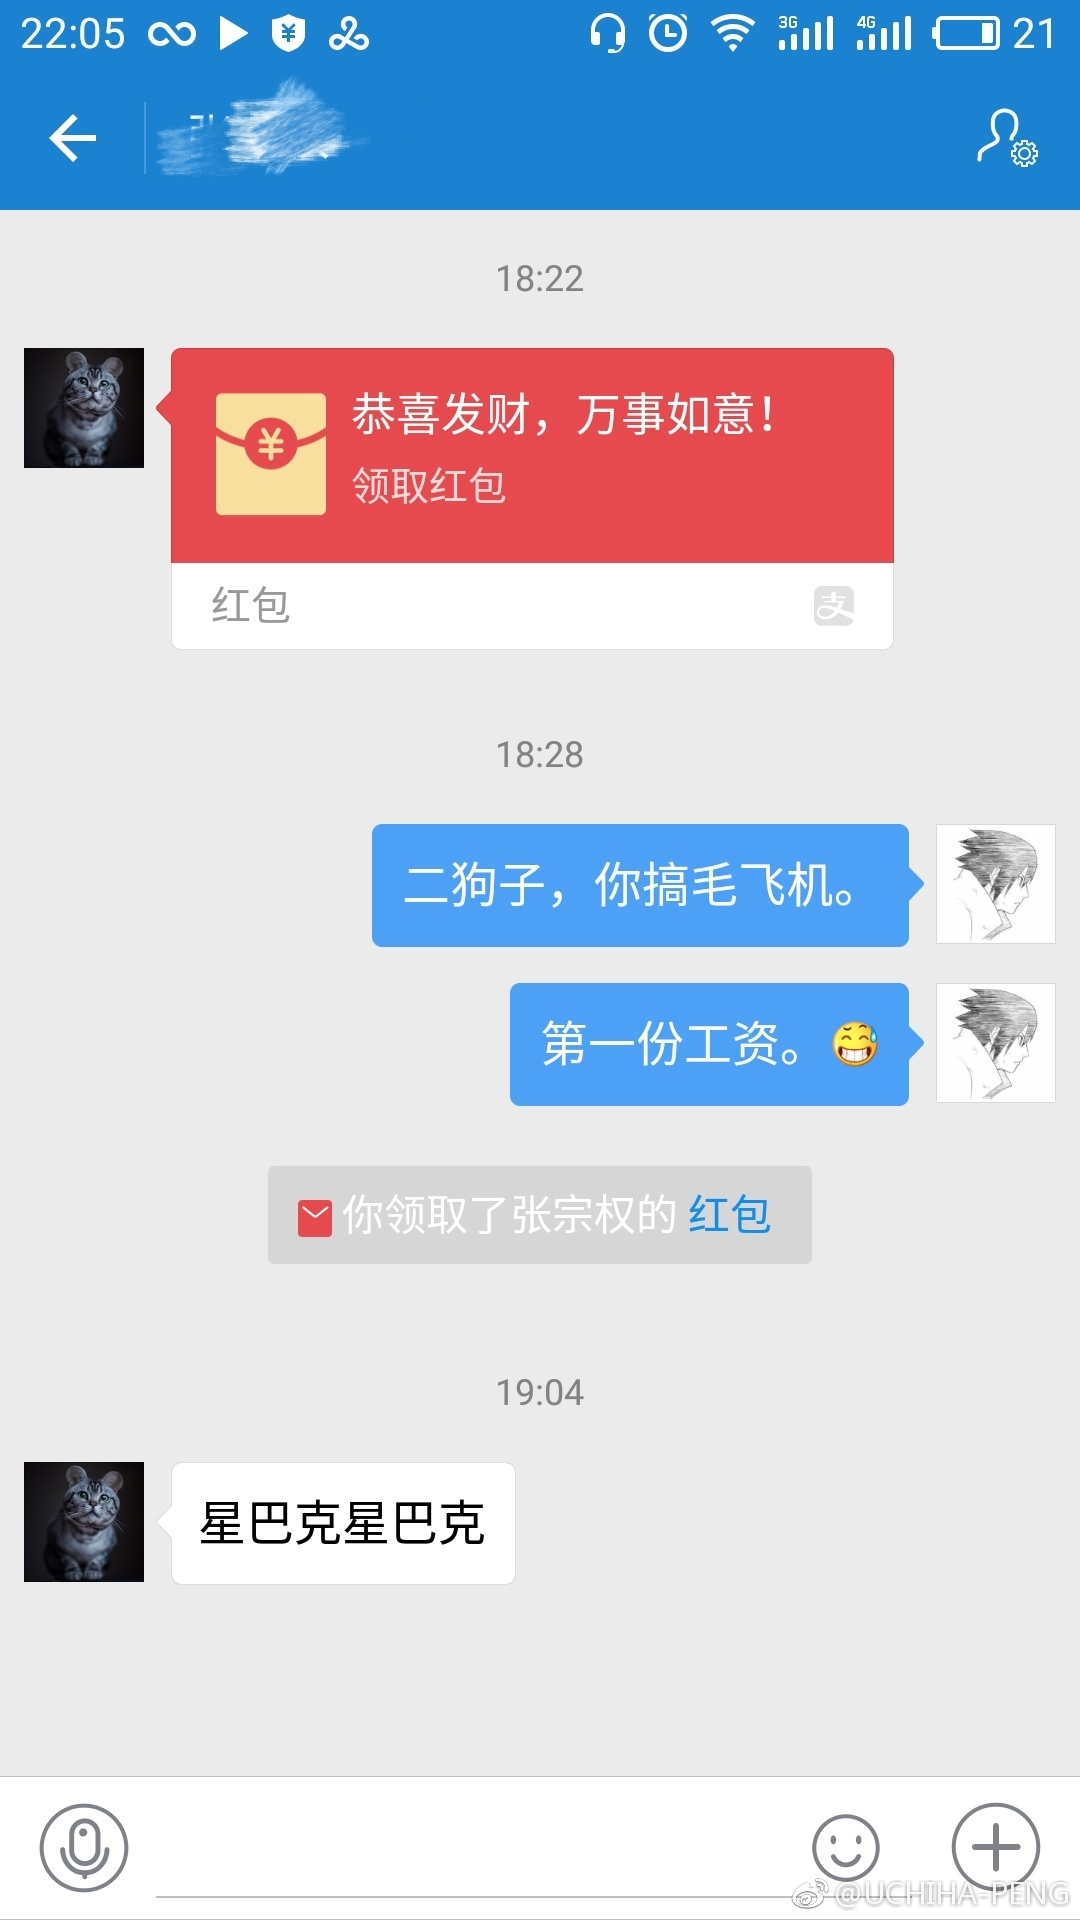 22:05
3G
4G
21
18:22
恭喜发财，万事如意！
领取红包
红包
支
18:28
二狗子，你搞毛飞机。
第一份工资。😅
你领取了张宗权的 红包
19:04
星巴克星巴克
@UCHIHA-PENG